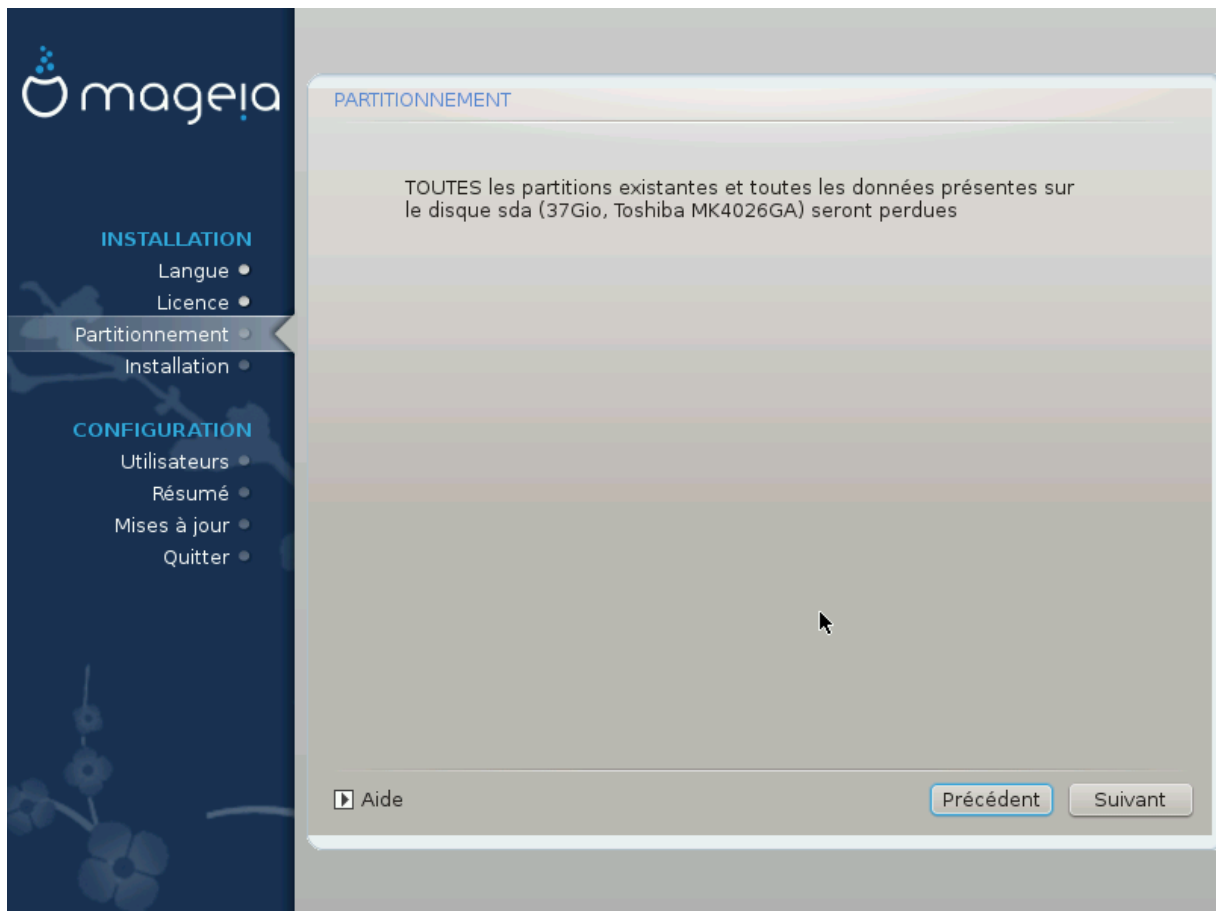 mageia
INSTALLATION
Langue
Licence
Partitionnement
Installation
CONFIGURATION
Utilisateurs
Résumé
Mises à jour
Quitter
PARTITIONNEMENT
TOUTES les partitions existantes et toutes les données présentes sur
le disque sda (37Gio, Toshiba MK4026GA) seront perdues
Aide
Précédent
Suivant